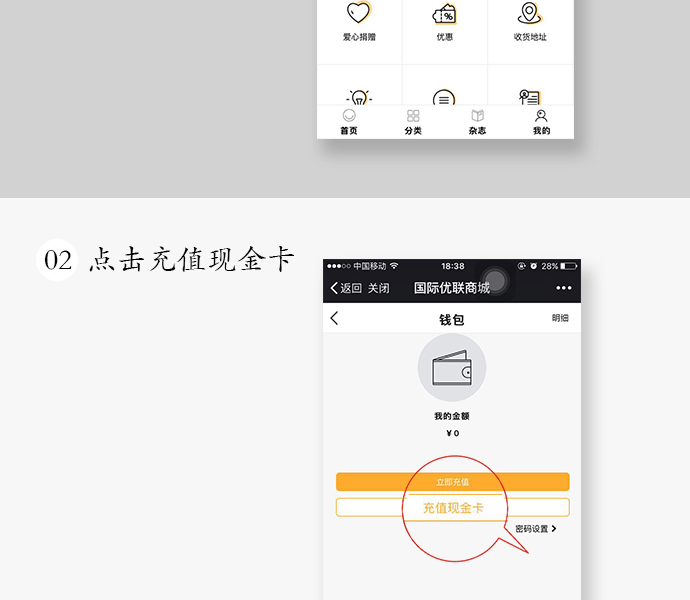 爱心捐赠 优惠 收货地址
首页 分类 杂志 我的
02 点击充值现金卡
中国移动 18:38 28%
返回 关闭 国际优联商城
钱包 明细
我的金额
¥0
立即充值
充值现金卡
密码设置